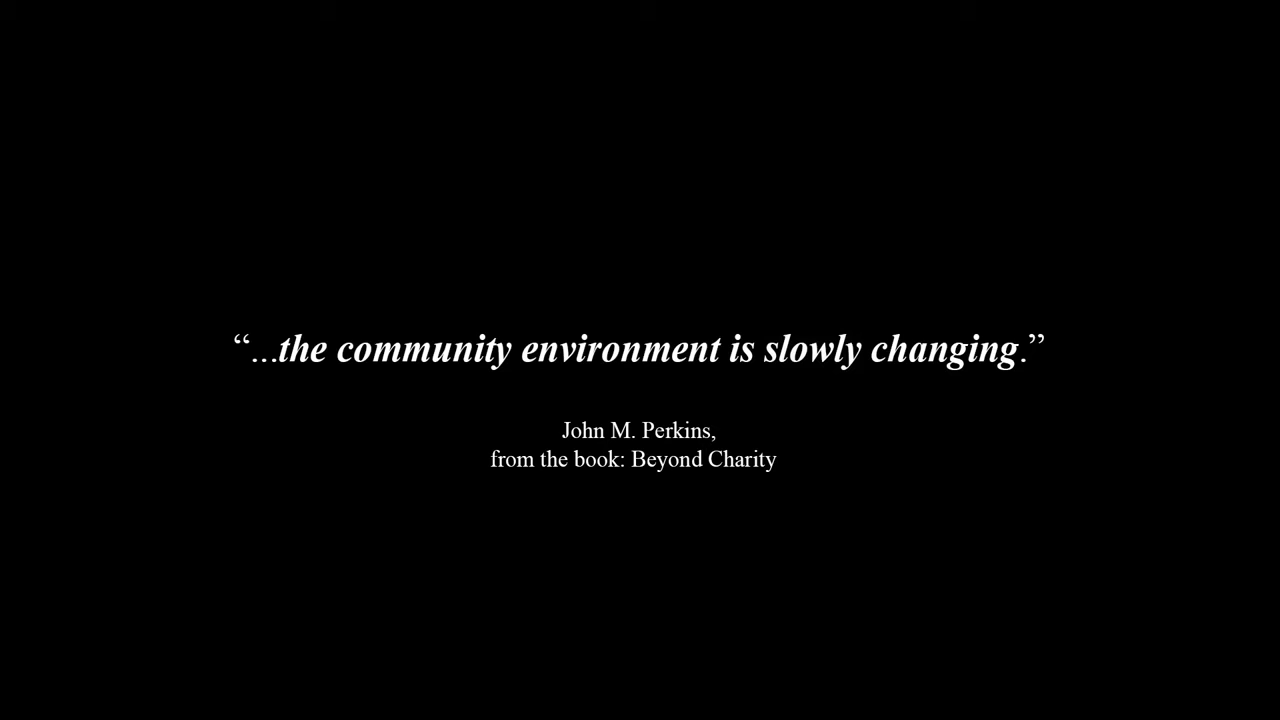 “...the community environment is slowly changing.”
John M. Perkins,
from the book: Beyond Charity